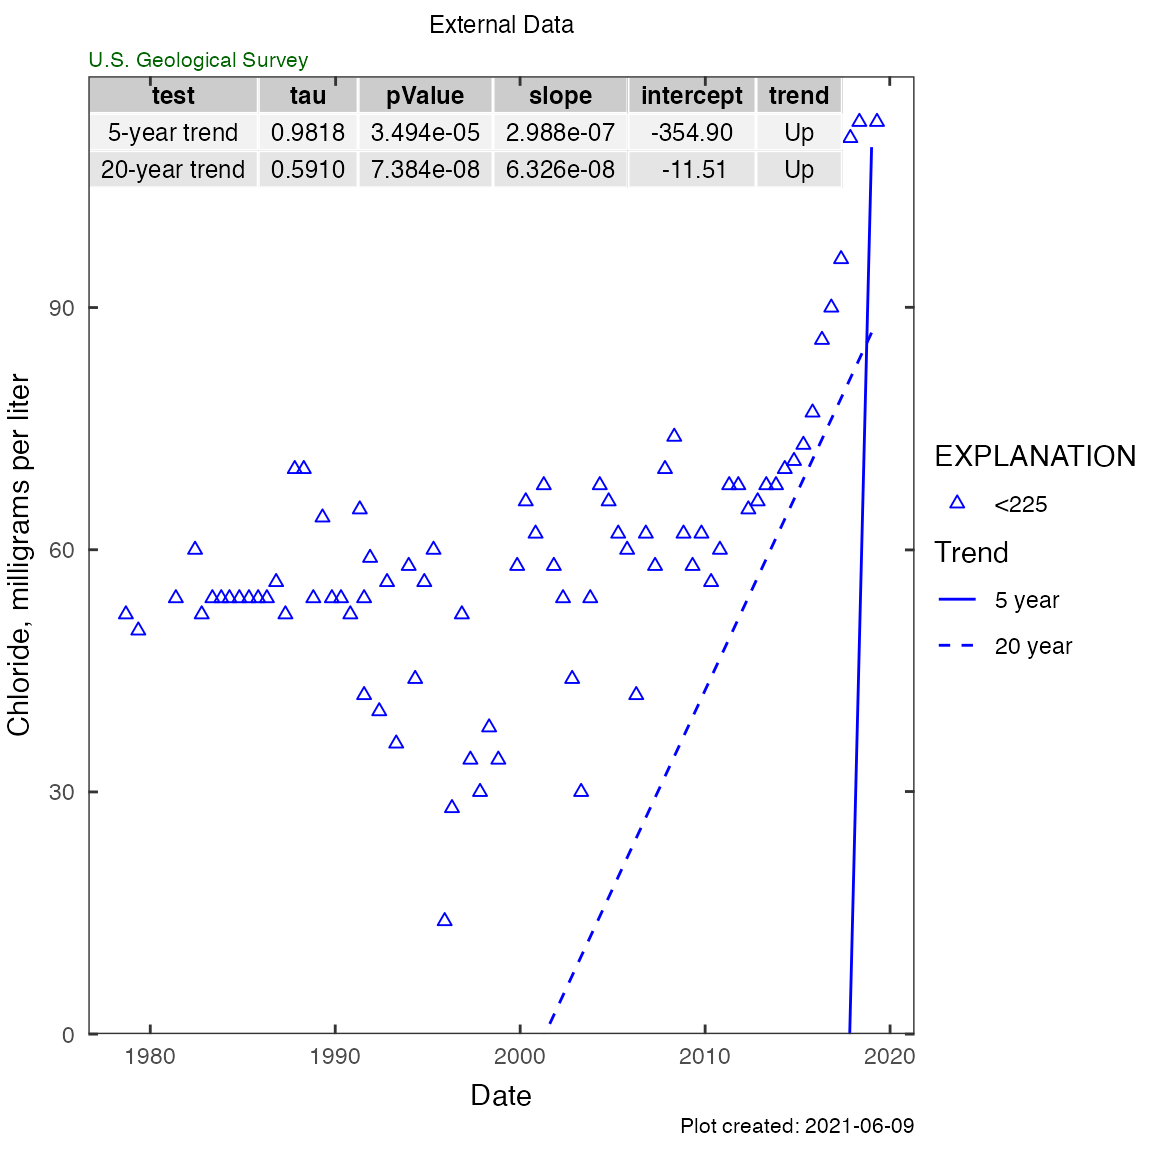 External Data
U.S. Geological Survey
test tau pValue slope intercept trend
5-year trend 0.9818 3.494e-05 2.988e-07 -354.90 Up
20-year trend 0.5910 7.384e-08 6.326e-08 -11.51 Up
90
60
30
0
Chloride, milligrams per liter
1980 1990 2000 2010 2020
Date
EXPLANATION
<225
Trend
5 year
20 year
Plot created: 2021-06-09